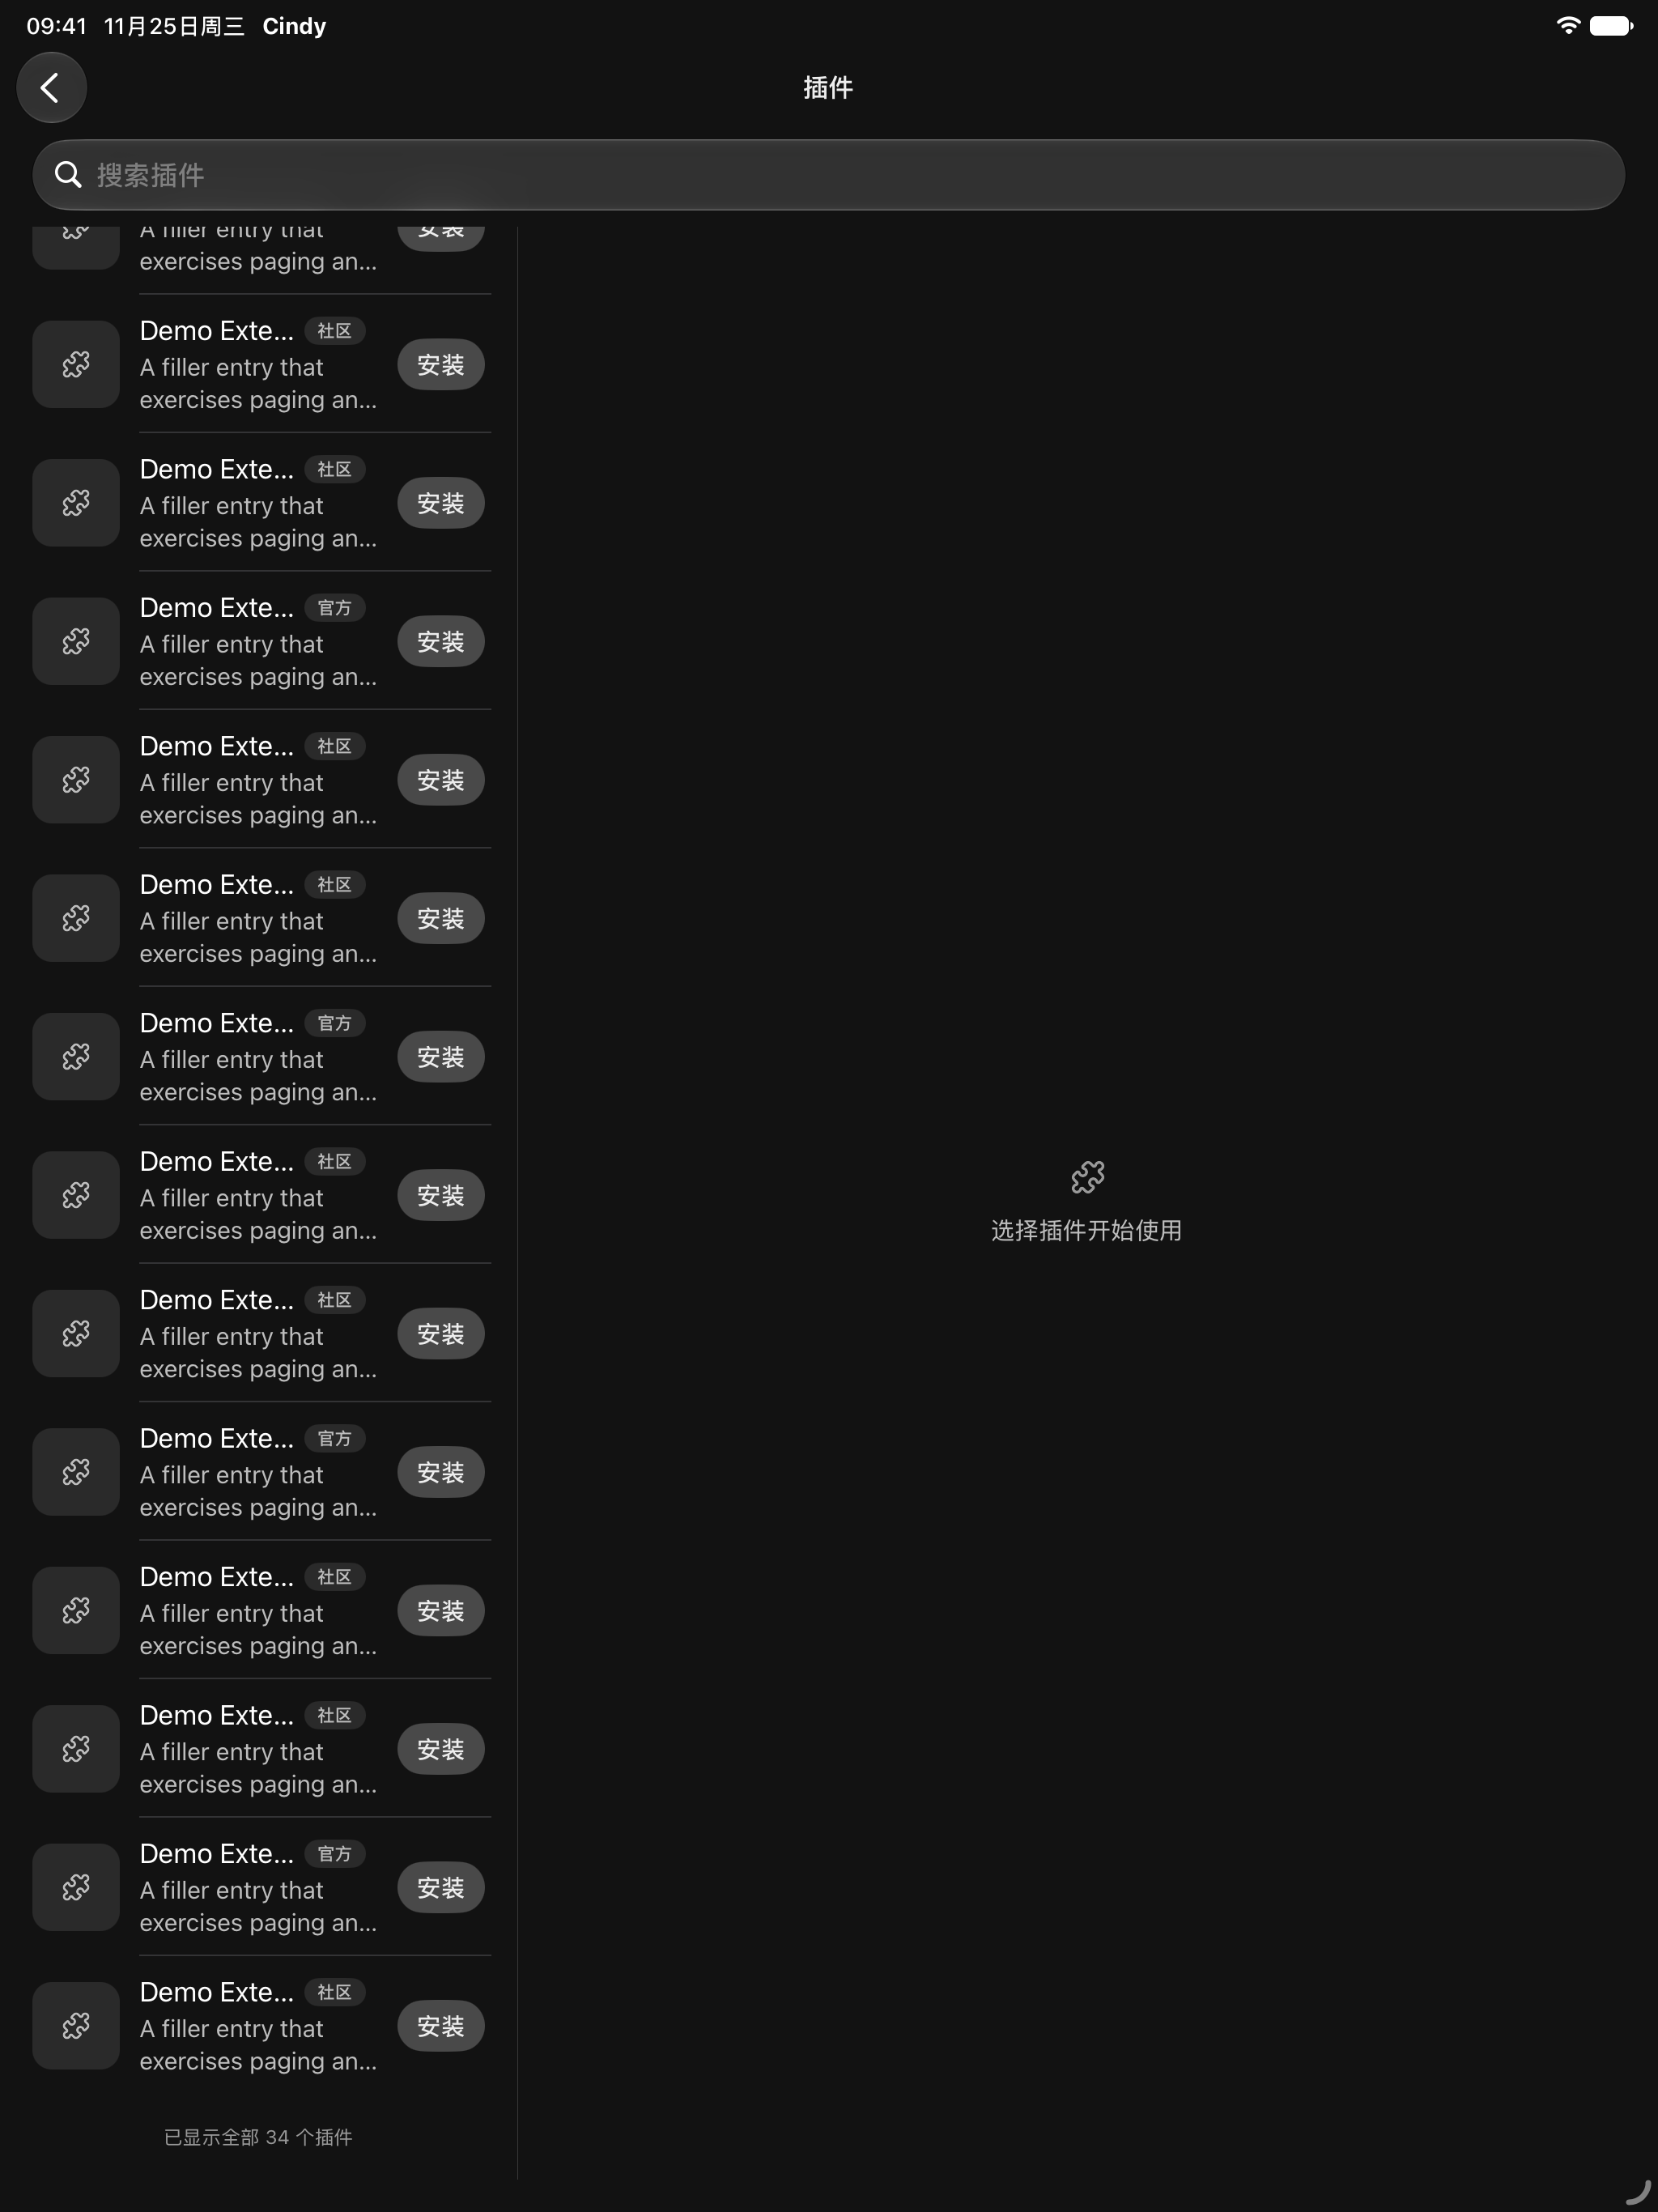 09:41 11月25日周三 Cindy
插件
搜索插件
A filler entry that
exercises paging an...
安装
Demo Exte... 社区
A filler entry that
exercises paging an...
安装
Demo Exte... 社区
A filler entry that
exercises paging an...
安装
Demo Exte... 官方
A filler entry that
exercises paging an...
安装
Demo Exte... 社区
A filler entry that
exercises paging an...
安装
Demo Exte... 社区
A filler entry that
exercises paging an...
安装
Demo Exte... 官方
A filler entry that
exercises paging an...
安装
Demo Exte... 社区
A filler entry that
exercises paging an...
安装
Demo Exte... 社区
A filler entry that
exercises paging an...
安装
Demo Exte... 官方
A filler entry that
exercises paging an...
安装
Demo Exte... 社区
A filler entry that
exercises paging an...
安装
Demo Exte... 社区
A filler entry that
exercises paging an...
安装
Demo Exte... 官方
A filler entry that
exercises paging an...
安装
Demo Exte... 社区
A filler entry that
exercises paging an...
安装
已显示全部 34 个插件
选择插件开始使用